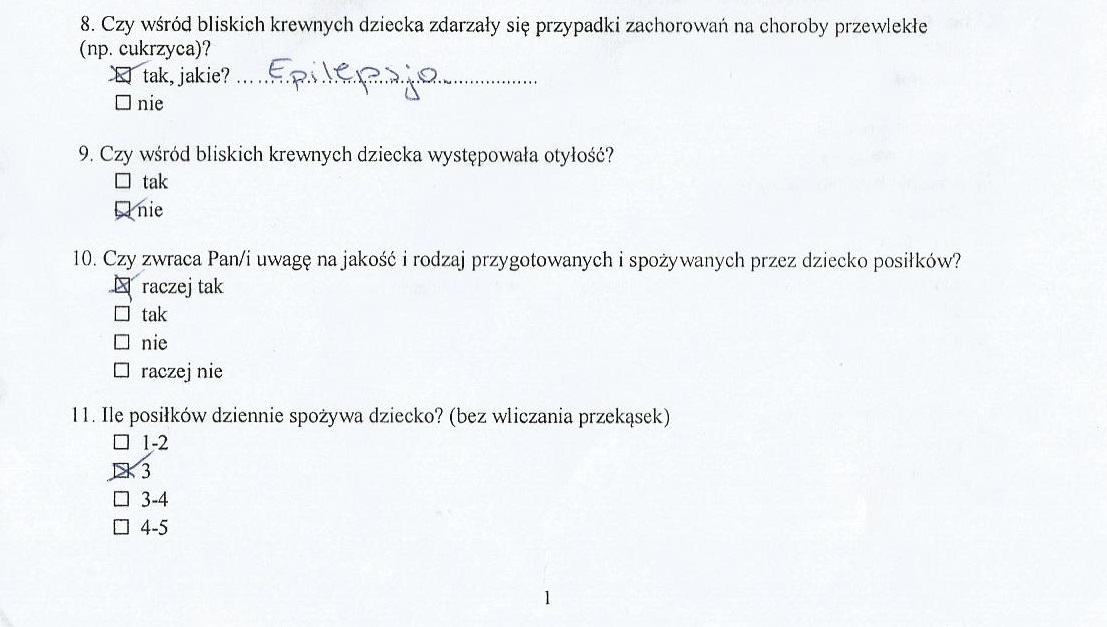 8. Czy wśród bliskich krewnych dziecka zdarzały się przypadki zachorowań na choroby przewlekłe
(np. cukrzyca)?
☒ tak, jakie? .....Epilepsja.................
☐ nie
9. Czy wśród bliskich krewnych dziecka występowała otyłość?
☐ tak
☒ nie
10. Czy zwraca Pan/i uwagę na jakość i rodzaj przygotowanych i spożywanych przez dziecko posiłków?
☒ raczej tak
☐ tak
☐ nie
☐ raczej nie
11. Ile posiłków dziennie spożywa dziecko? (bez wliczania przekąsek)
☐ 1-2
☒ 3
☐ 3-4
☐ 4-5
1